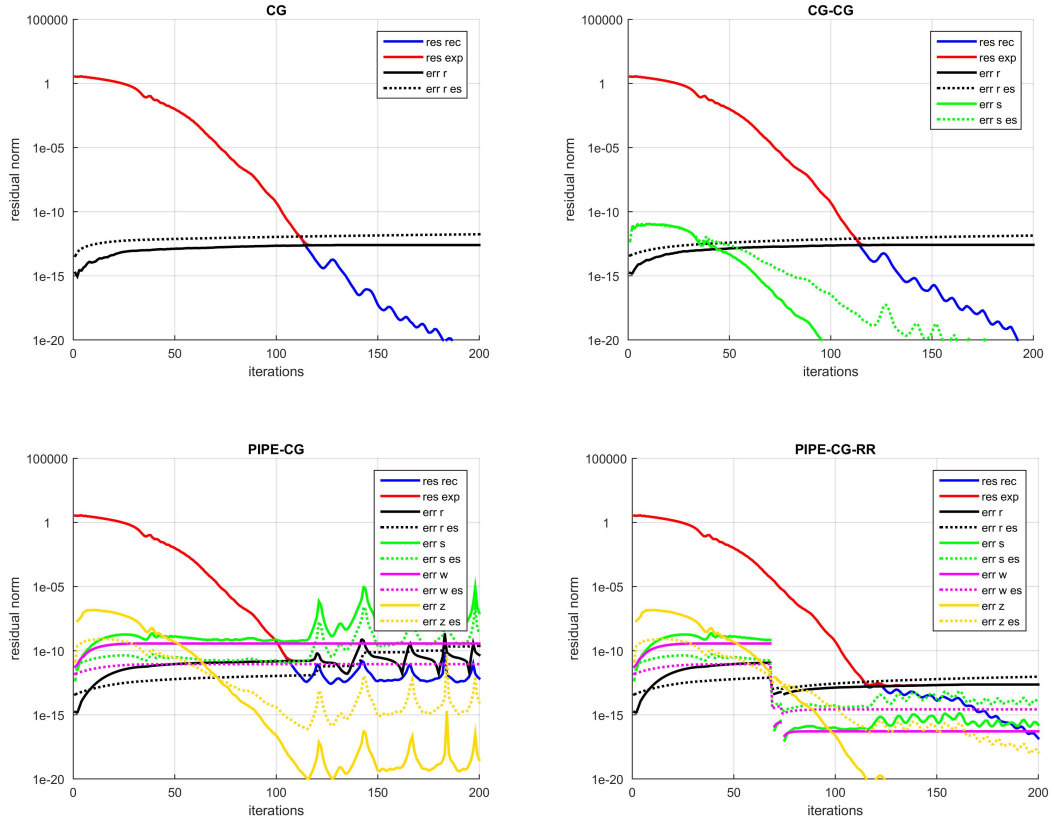 CG
100000
1
1e-05
1e-10
1e-15
1e-20
residual norm
0
50
100
150
200
iterations
res rec
res exp
err r
err r es
CG-CG
100000
1
1e-05
1e-10
1e-15
1e-20
residual norm
0
50
100
150
200
iterations
res rec
res exp
err r
err r es
err s
err s es
PIPE-CG
100000
1
1e-05
1e-10
1e-15
1e-20
residual norm
0
50
100
150
200
iterations
res rec
res exp
err r
err r es
err s
err s es
err w
err w es
err z
err z es
PIPE-CG-RR
100000
1
1e-05
1e-10
1e-15
1e-20
residual norm
0
50
100
150
200
iterations
res rec
res exp
err r
err r es
err s
err s es
err w
err w es
err z
err z es